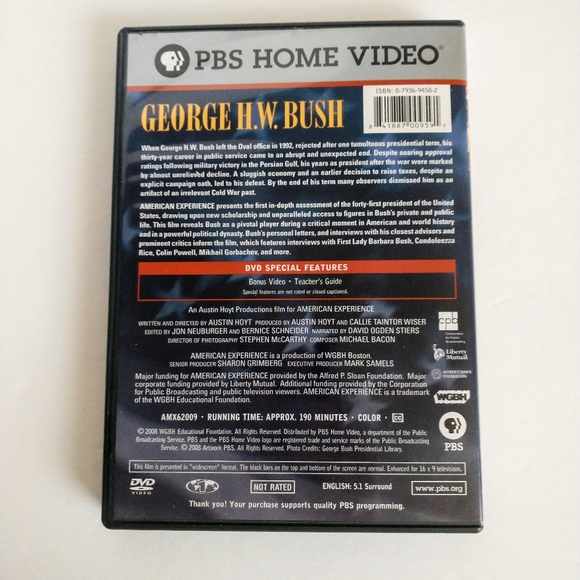 PBS HOME VIDEO®
ISBN: 0-7936-9458-2
GEORGE H.W. BUSH
8 41887 00959 1
When George H.W. Bush left the Oval office in 1992, rejected after one tumultuous presidential term, his
thirty-year career in public service came to an abrupt and unexpected end. Despite soaring approval
ratings following military victory in the Persian Gulf, his years as president after the war were marked
by almost unrelieved decline. A sluggish economy and an earlier decision to raise taxes, despite an
explicit campaign oath, led to his defeat. By the end of his term many observers dismissed him as an
artifact of an irrelevant Cold War past.
AMERICAN EXPERIENCE presents the first in-depth assessment of the forty-first president of the United
States, drawing upon new scholarship and unparalleled access to figures in Bush's private and public
life. This film reveals Bush as a pivotal player during a critical moment in American and world history
and in a powerful political dynasty. Bush's personal letters, and interviews with his closest advisors and
prominent critics inform the film, which features interviews with First Lady Barbara Bush, Condoleezza
Rice, Colin Powell, Mikhail Gorbachev, and more.
DVD SPECIAL FEATURES
Bonus Video • Teacher's Guide
Special features are not rated or closed captioned.
An Austin Hoyt Productions film for AMERICAN EXPERIENCE
WRITTEN AND DIRECTED BY AUSTIN HOYT PRODUCED BY AUSTIN HOYT AND CALLIE TAINTOR WISER
EDITED BY JON NEUBURGER AND BERNICE SCHNEIDER NARRATED BY DAVID OGDEN STIERS
DIRECTOR OF PHOTOGRAPHY STEPHEN McCARTHY COMPOSER MICHAEL BACON
AMERICAN EXPERIENCE is a production of WGBH Boston.
SENIOR PRODUCER SHARON GRIMBERG EXECUTIVE PRODUCER MARK SAMELS
Major funding for AMERICAN EXPERIENCE provided by the Alfred P. Sloan Foundation. Major
corporate funding provided by Liberty Mutual. Additional funding provided by the Corporation
for Public Broadcasting and public television viewers. AMERICAN EXPERIENCE is a trademark
of the WGBH Educational Foundation.
cpb
Corporation
for Public
Broadcasting
Liberty
Mutual.
WGBH
PBS
AMX62009 • RUNNING TIME: APPROX. 190 MINUTES • COLOR • CC
© 2008 WGBH Educational Foundation. All Rights Reserved. Distributed by PBS Home Video, a department of the Public
Broadcasting Service. PBS and the PBS Home Video logo are registered trade and service marks of the Public Broadcasting
Service. © 2008 Artwork PBS. All Rights Reserved. Photo Credits: George Bush Presidential Library.
This film is presented in "widescreen" format. The black bars on the top and bottom of the screen are normal. Enhanced for 16 x 9 televisions.
DVD
VIDEO
NOT RATED
ENGLISH: 5.1 Surround
www.pbs.org
Thank you! Your purchase supports quality PBS programming.